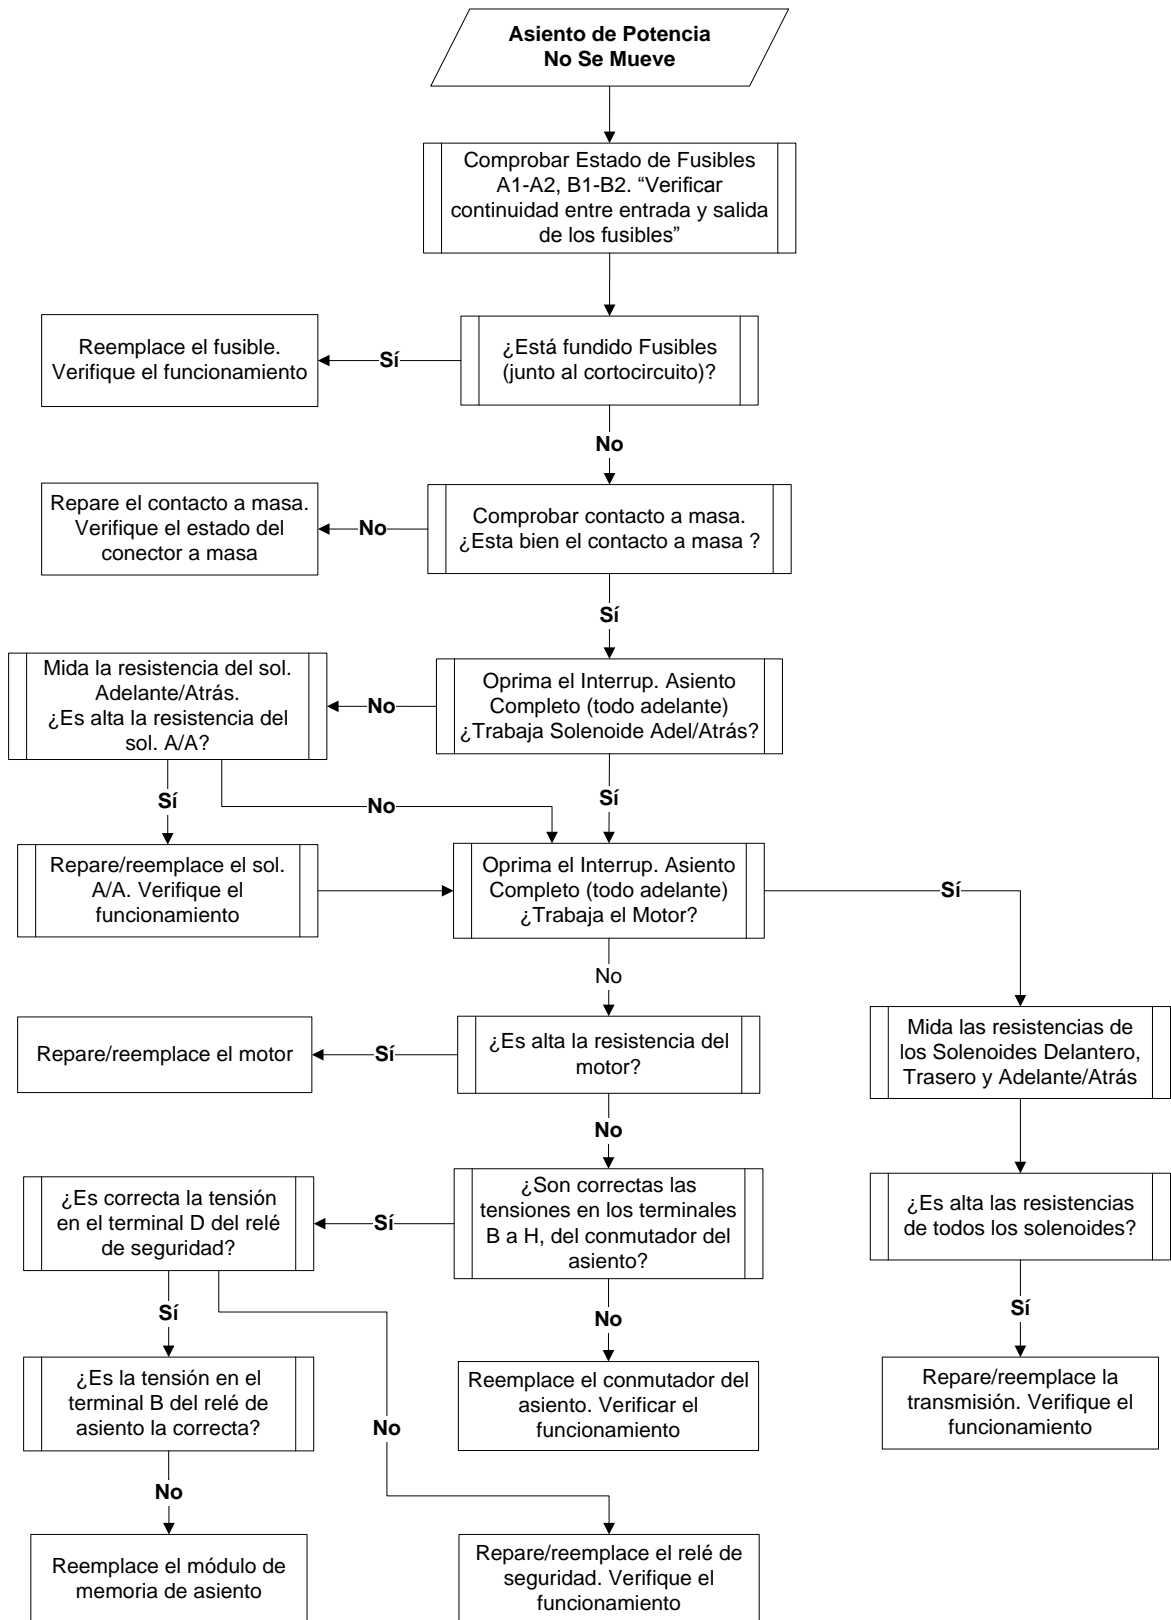 Asiento de Potencia
No Se Mueve
Comprobar Estado de Fusibles
A1-A2, B1-B2. “Verificar
continuidad entre entrada y salida
de los fusibles”
Reemplace el fusible.
Verifique el funcionamiento
Sí
¿Está fundido Fusibles
(junto al cortocircuito)?
No
Repare el contacto a masa.
Verifique el estado del
conector a masa
No
Comprobar contacto a masa.
¿Esta bien el contacto a masa ?
Sí
Mida la resistencia del sol.
Adelante/Atrás.
¿Es alta la resistencia del
sol. A/A?
No
Oprima el Interrup. Asiento
Completo (todo adelante)
¿Trabaja Solenoide Adel/Atrás?
Sí
No
Sí
Repare/reemplace el sol.
A/A. Verifique el
funcionamiento
Oprima el Interrup. Asiento
Completo (todo adelante)
¿Trabaja el Motor?
Sí
No
Repare/reemplace el motor
Sí
¿Es alta la resistencia del
motor?
Mida las resistencias de
los Solenoides Delantero,
Trasero y Adelante/Atrás
No
¿Es correcta la tensión
en el terminal D del relé
de seguridad?
Sí
¿Son correctas las
tensiones en los terminales
B a H, del conmutador del
asiento?
¿Es alta las resistencias
de todos los solenoides?
Sí
No
Sí
¿Es la tensión en el
terminal B del relé de
asiento la correcta?
No
Reemplace el conmutador del
asiento. Verificar el
funcionamiento
Repare/reemplace la
transmisión. Verifique el
funcionamiento
No
Reemplace el módulo de
memoria de asiento
Repare/reemplace el relé de
seguridad. Verifique el
funcionamiento